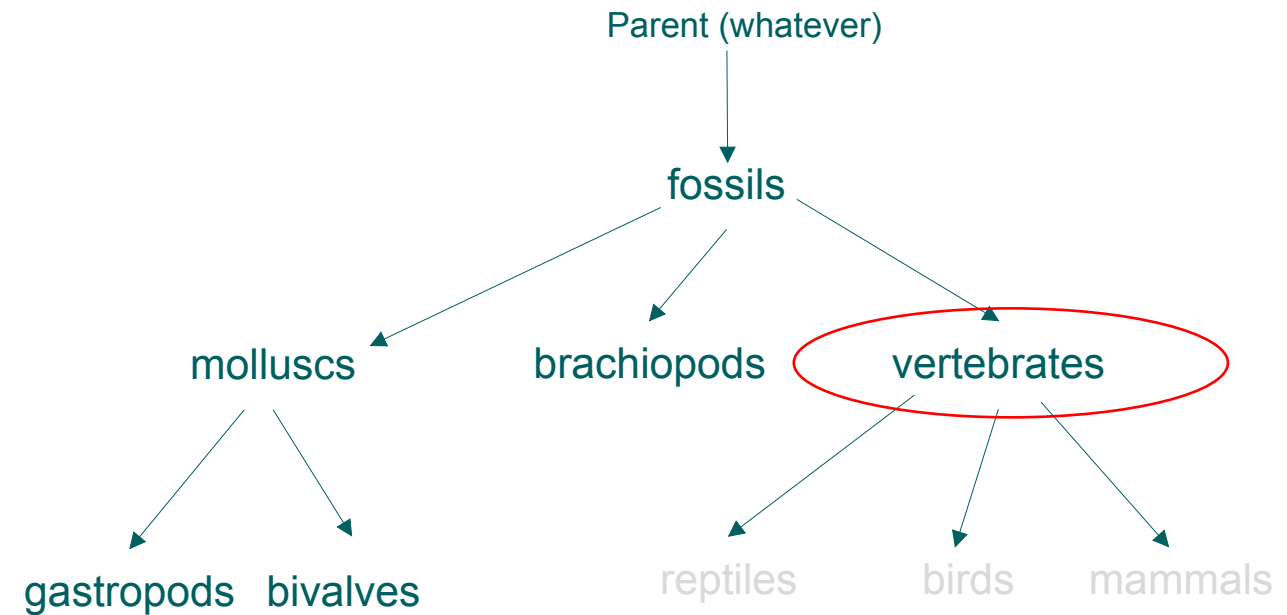 Parent (whatever)
fossils
molluscs brachiopods vertebrates
gastropods bivalves reptiles birds mammals